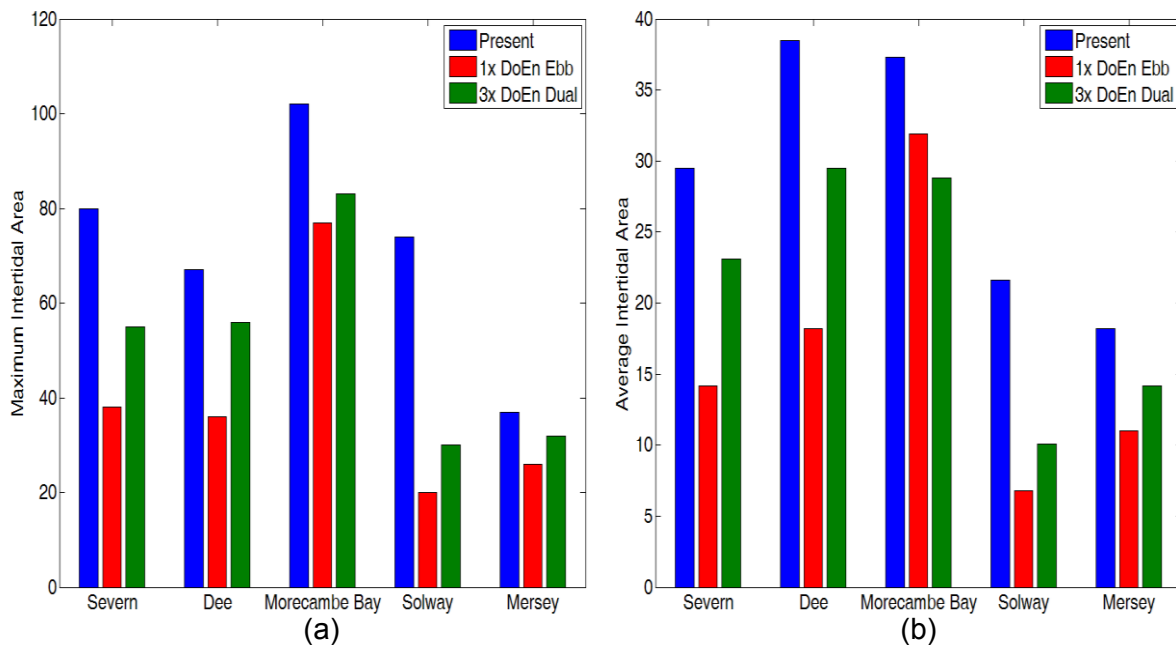 120
100
80
60
40
20
0
Maximum Intertidal Area
Present
1x DoEn Ebb
3x DoEn Dual
Severn Dee Morecambe Bay Solway Mersey
(a)
40
35
30
25
20
15
10
5
0
Average Intertidal Area
Present
1x DoEn Ebb
3x DoEn Dual
Severn Dee Morecambe Bay Solway Mersey
(b)